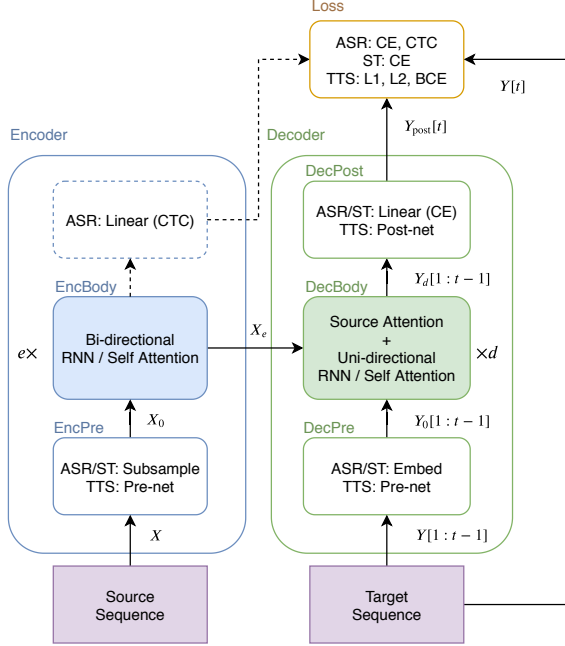 Loss
ASR: CE, CTC
ST: CE
TTS: L1, L2, BCE
Y[t]
Y_post[t]
Encoder
Decoder
ASR: Linear (CTC)
DecPost
ASR/ST: Linear (CE)
TTS: Post-net
Y_d[1 : t − 1]
EncBody
e×
Bi-directional
RNN / Self Attention
X_e
DecBody
Source Attention
+
Uni-directional
RNN / Self Attention
×d
X_0
Y_0[1 : t − 1]
EncPre
ASR/ST: Subsample
TTS: Pre-net
DecPre
ASR/ST: Embed
TTS: Pre-net
X
Y[1 : t − 1]
Source
Sequence
Target
Sequence